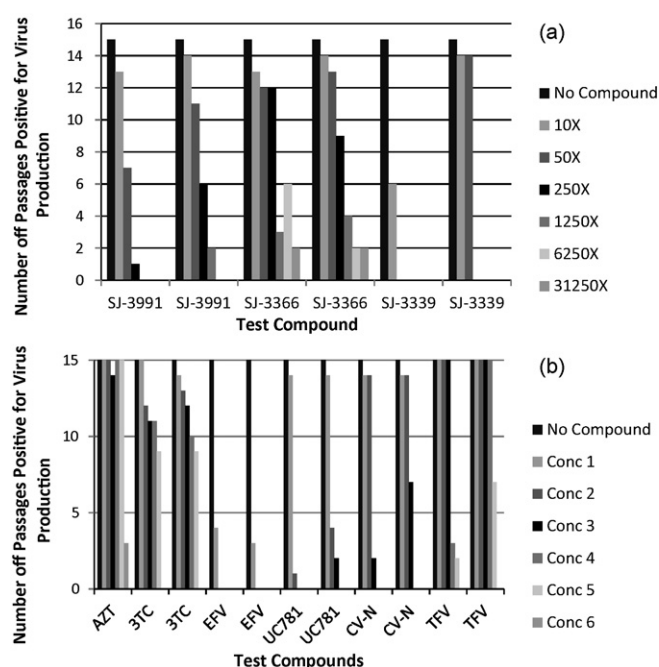 (a)
Number off Passages Positive for Virus
Production
16
14
12
10
8
6
4
2
0
SJ-3991 SJ-3991 SJ-3366 SJ-3366 SJ-3339 SJ-3339
Test Compound
No Compound
10X
50X
250X
1250X
6250X
31250X
(b)
Number off Passages Positive for Virus
Production
15
10
5
0
AZT 3TC 3TC EFV EFV UC781 UC781 CV-N CV-N TFV TFV
Test Compounds
No Compound
Conc 1
Conc 2
Conc 3
Conc 4
Conc 5
Conc 6